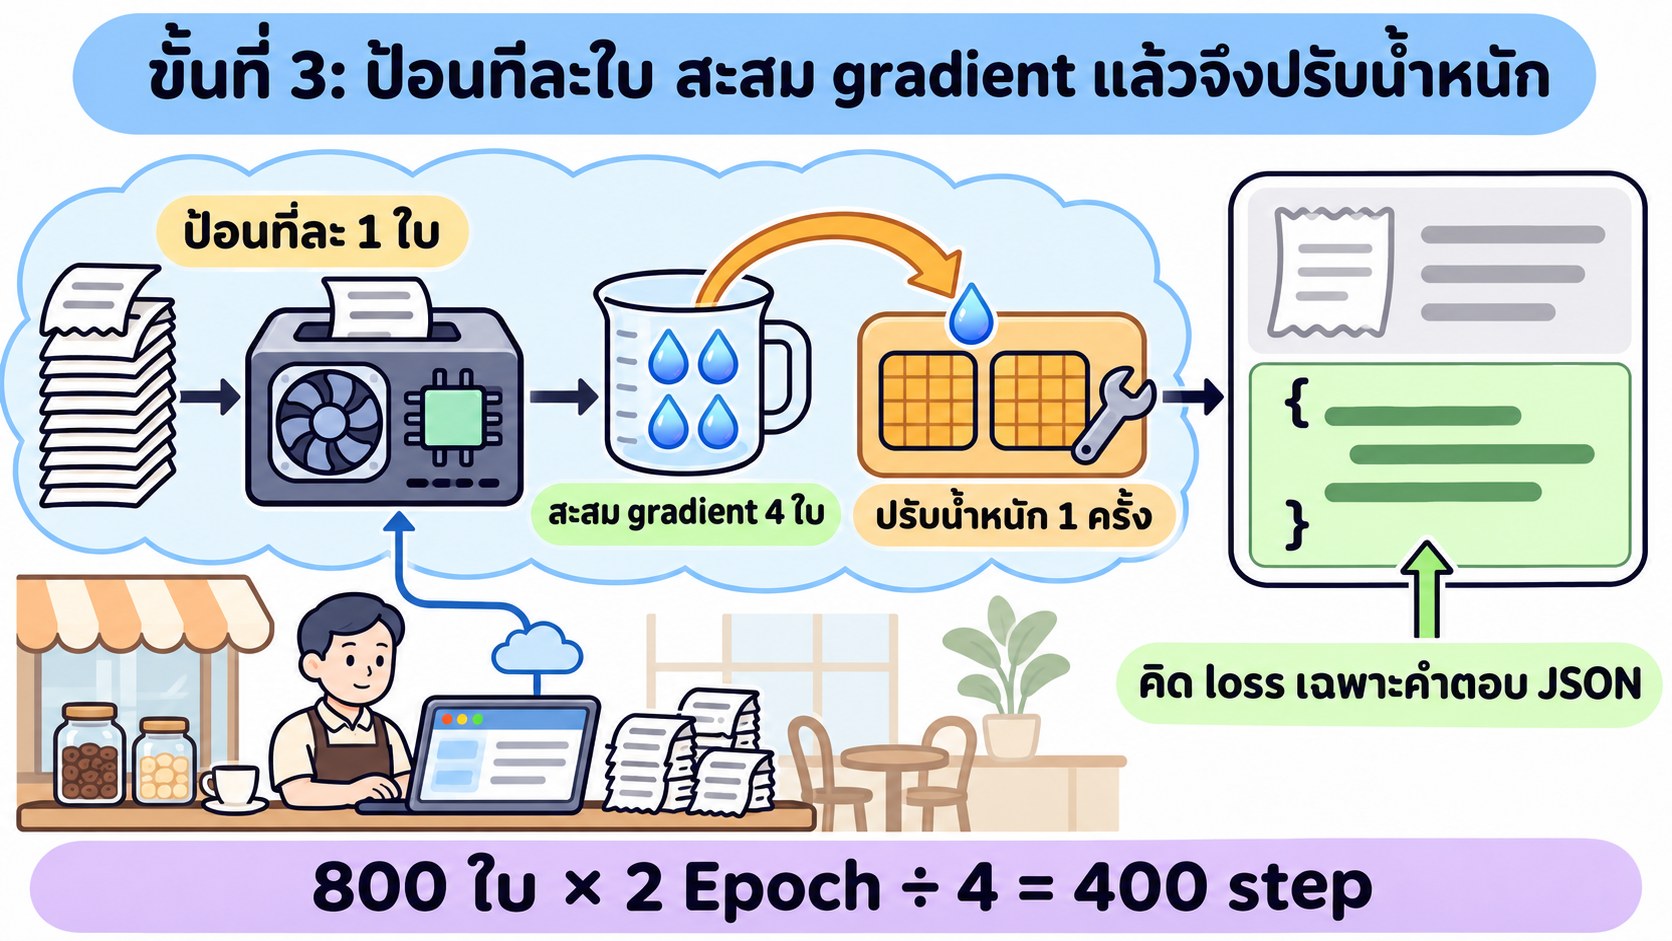 ขั้นที่ 3: ป้อนทีละใบ สะสม gradient แล้วจึงปรับน้ำหนัก
ป้อนที่ละ 1 ใบ
สะสม gradient 4 ใบ
ปรับน้ำหนัก 1 ครั้ง
{
}
คิด loss เฉพาะคำตอบ JSON
800 ใบ × 2 Epoch ÷ 4 = 400 step